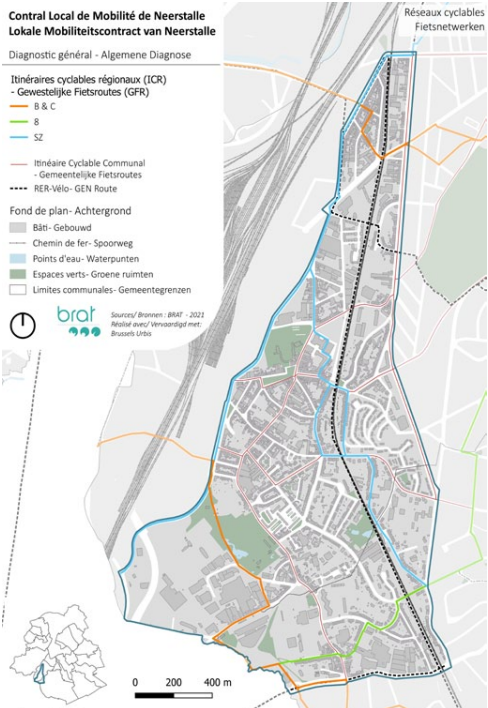 Contral Local de Mobilité de Neerstalle
Lokale Mobiliteitscontract van Neerstalle
Diagnostic général - Algemene Diagnose
Itinéraires cyclables régionaux (ICR)
- Gewestelijke Fietsroutes (GFR)
B & C
8
SZ
Itinéaire Cyclable Communal
- Gemeentelijke Fietsroutes
RER-Vélo- GEN Route
Fond de plan- Achtergrond
Bâti- Gebouwd
Chemin de fer- Spoorweg
Points d'eau- Waterpunten
Espaces verts- Groene ruimten
Limites communales- Gemeentegrenzen
brat
Sources/ Bronnen : BRAT - 2021
Réalisé avec/ Vervaardigd met:
Brussels Urbis
Réseaux cyclables
Fietsnetwerken
0 200 400 m